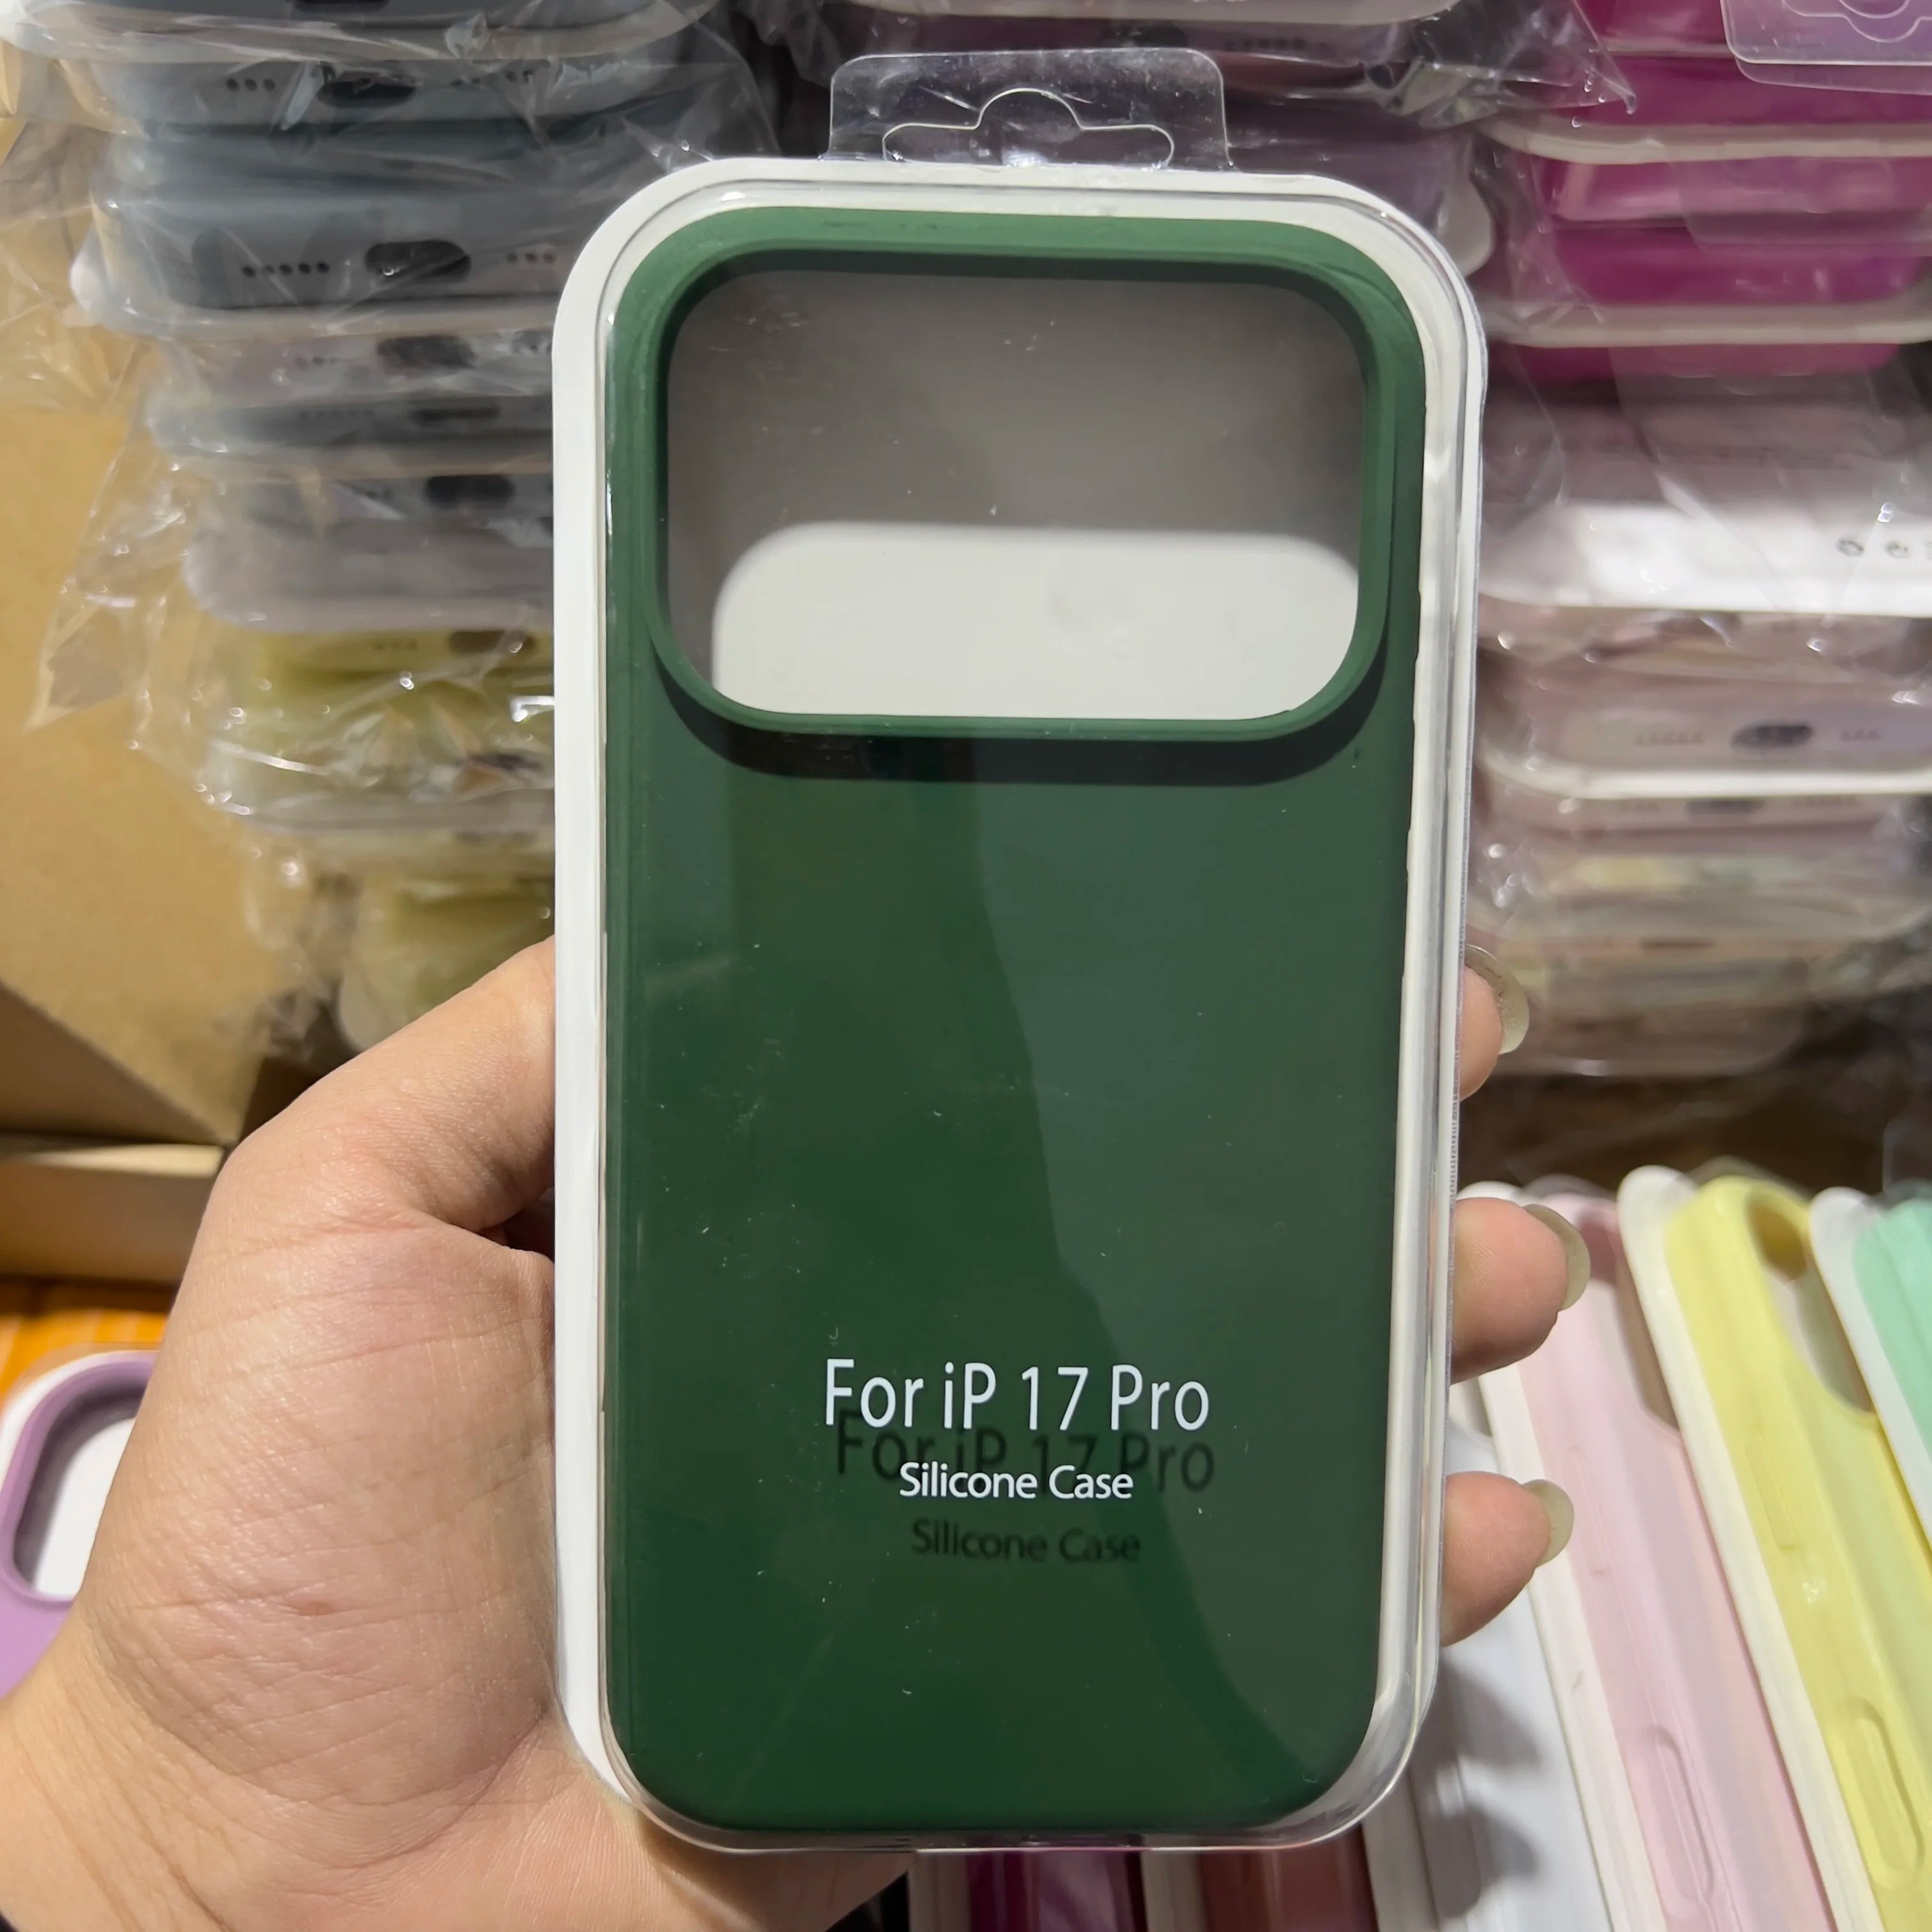 For iP 17 Pro
Silicone Case